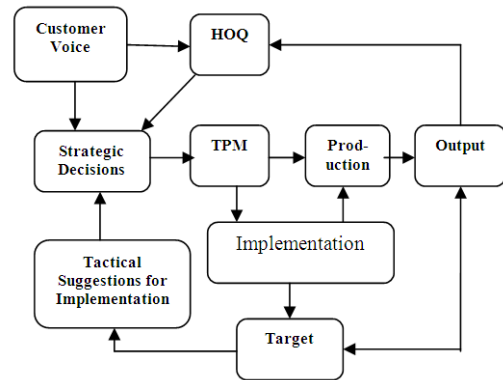 Customer
Voice
HOQ
Strategic
Decisions
TPM
Prod-
uction
Output
Implementation
Tactical
Suggestions for
Implementation
Target